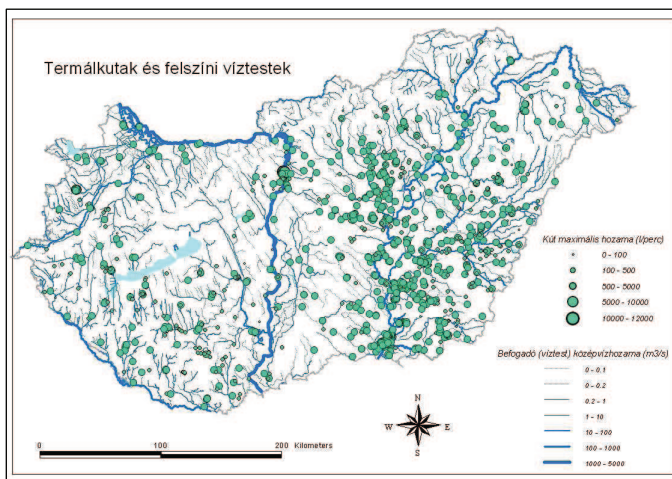 Termálkutak és felszíni víztestek
Kút maximális hozama (l/perc)
0 - 100
100 - 500
500 - 5000
5000 - 10000
10000 - 12000
Befogadó (víztest) középvízhozama (m3/s)
0 - 0.1
0 - 0.2
0.2 - 1
1 - 10
10 - 100
100 - 1000
1000 - 5000
N
W E
S
0 100 200 Kilometers